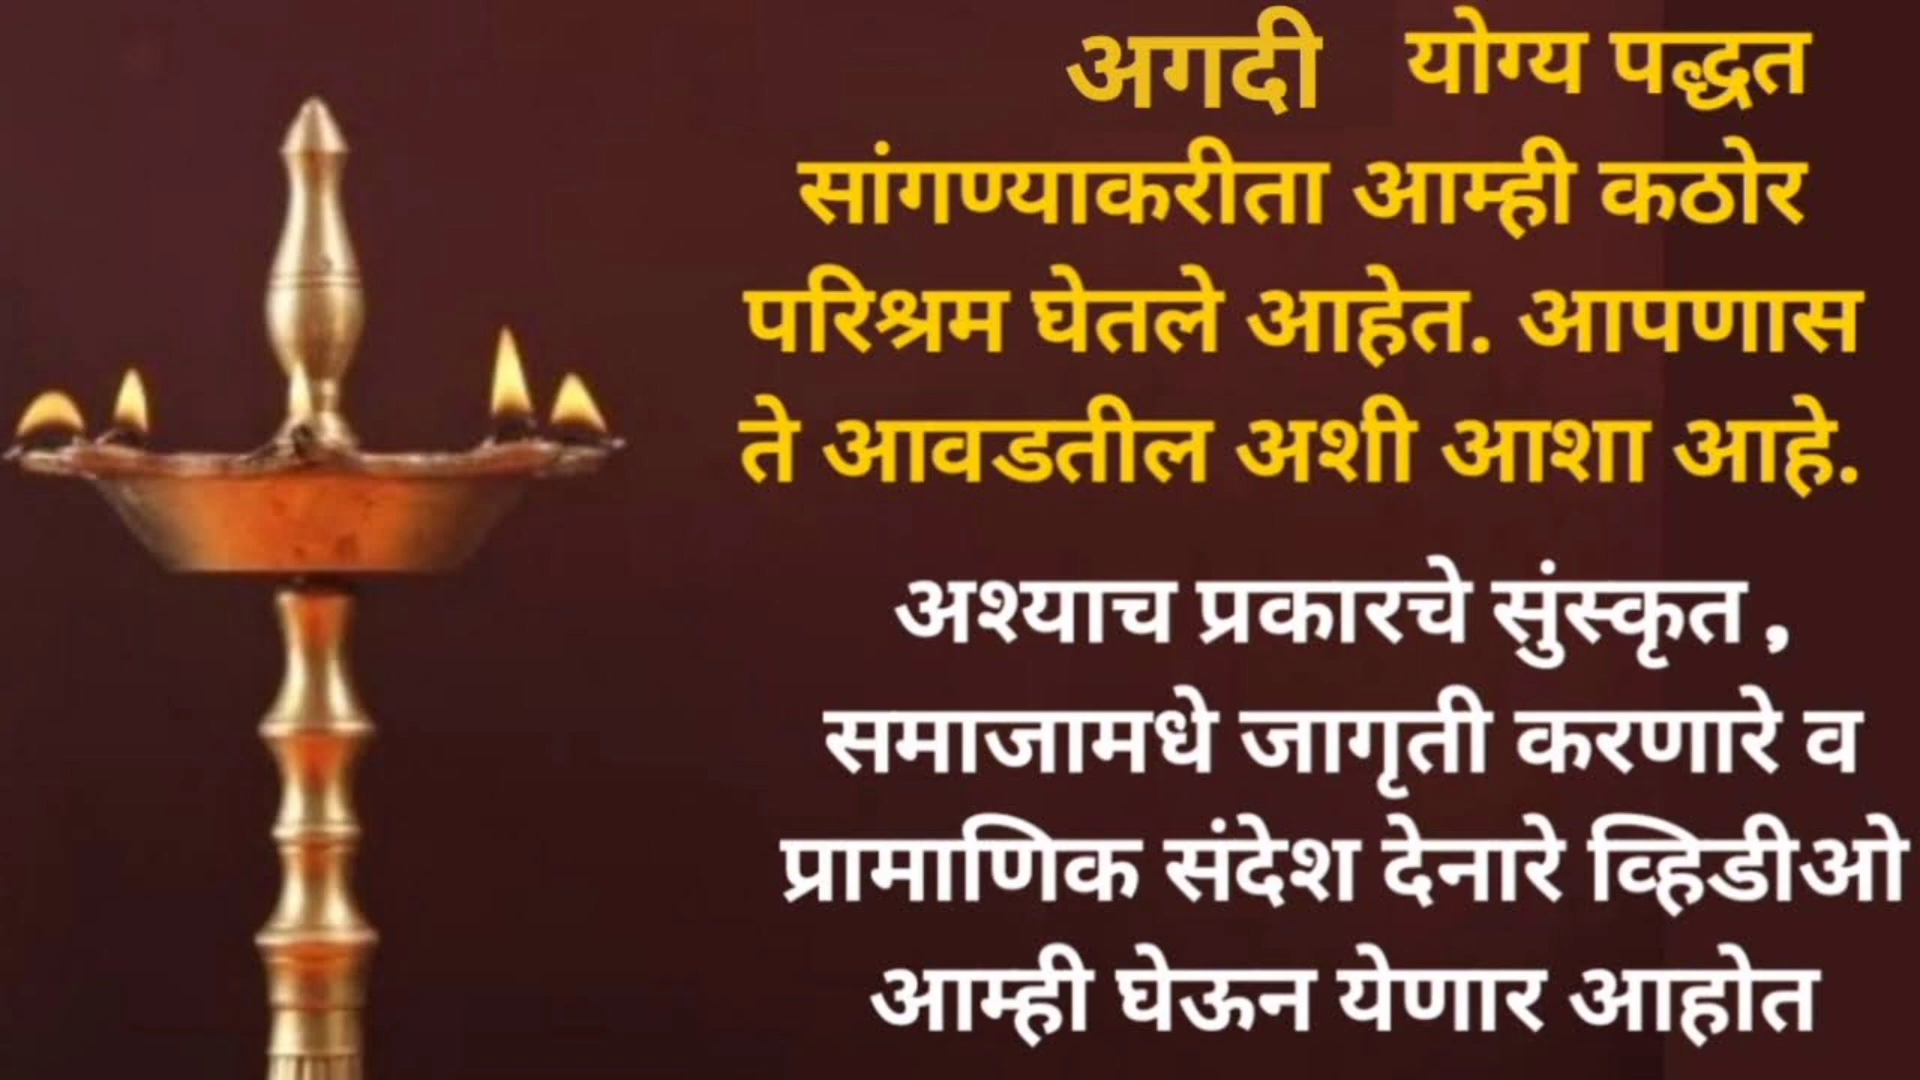 अगदी योग्य पद्धत
सांगण्याकरीता आम्ही कठोर
परिश्रम घेतले आहेत. आपणास
ते आवडतील अशी आशा आहे.
अश्याच प्रकारचे सुंस्कृत ,
समाजामधे जागृती करणारे व
प्रामाणिक संदेश देनारे व्हिडीओ
आम्ही घेऊन येणार आहोत